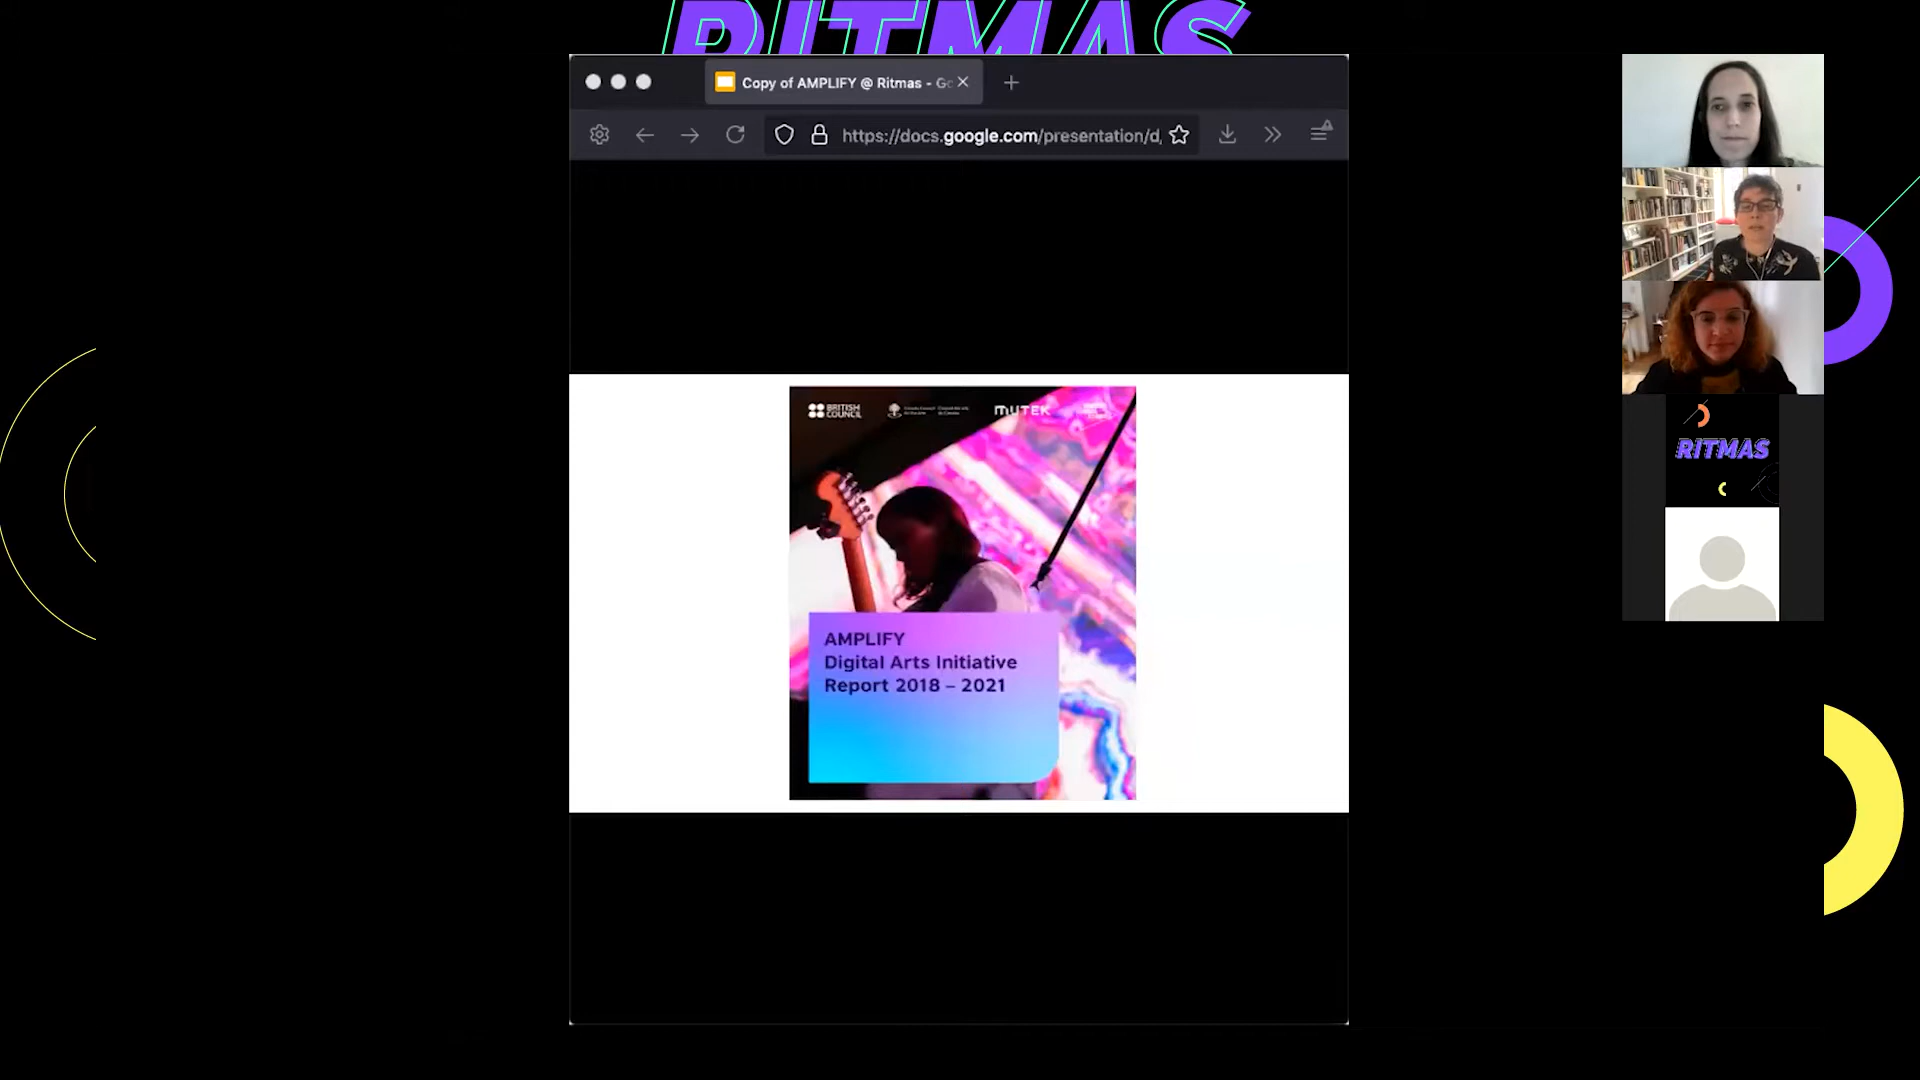 RITMAS
Copy of AMPLIFY @ Ritmas - Go
https://docs.google.com/presentation/d,
BRITISH
COUNCIL
MUTEK
AMPLIFY
Digital Arts Initiative
Report 2018 – 2021
RITMAS